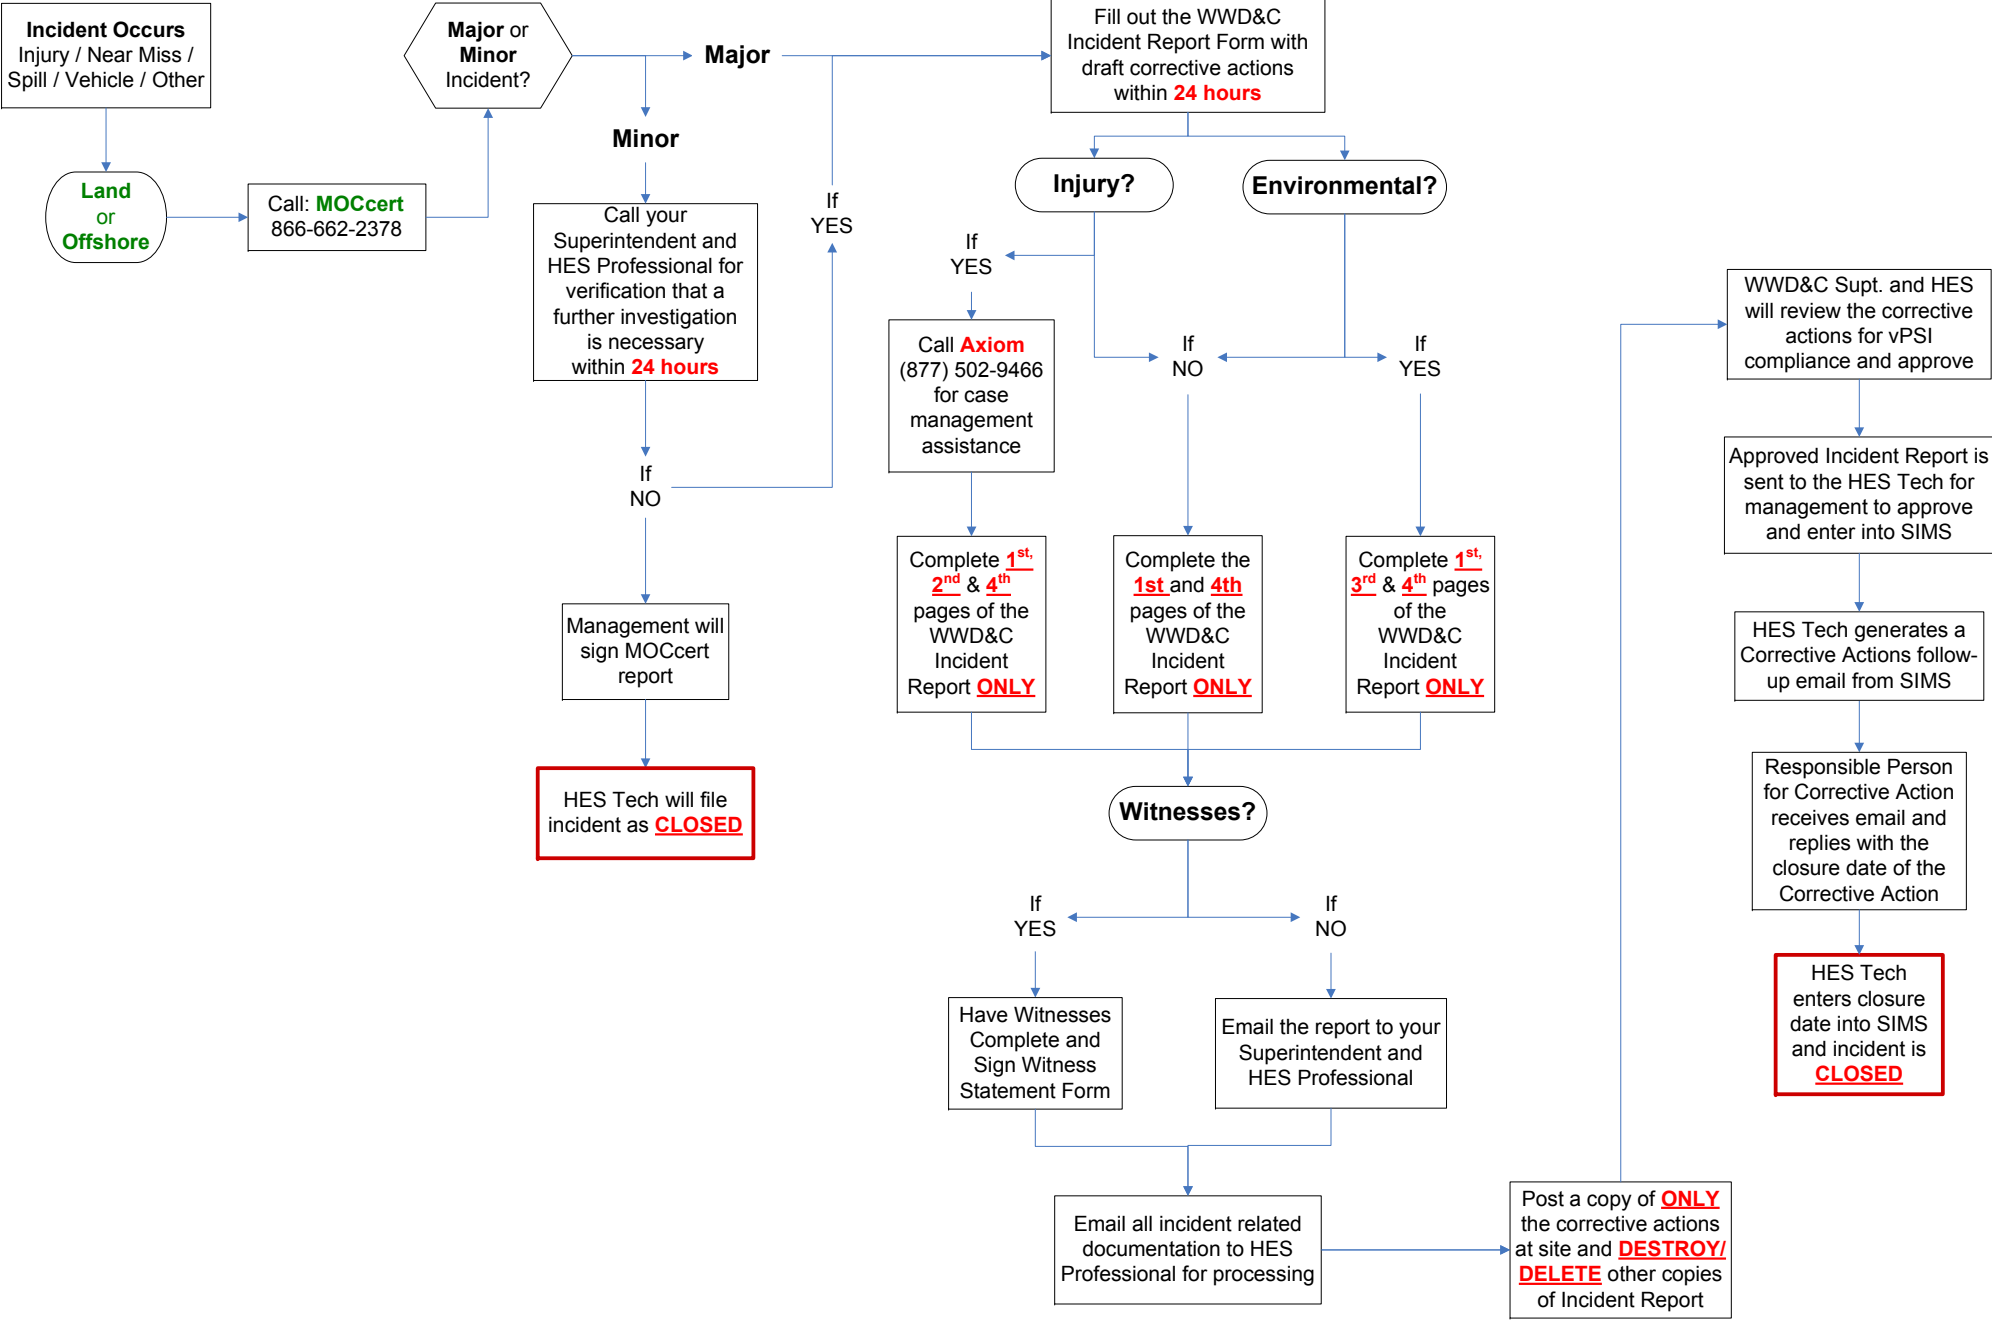 Incident Occurs
Injury / Near Miss /
Spill / Vehicle / Other
Land
or
Offshore
Call: MOCcert
866-662-2378
Major or
Minor
Incident?
Major
Minor
Call your
Superintendent and
HES Professional for
verification that a
further investigation
is necessary
within 24 hours
If
YES
If
NO
Management will
sign MOCcert
report
HES Tech will file
incident as CLOSED
Fill out the WWD&C
Incident Report Form with
draft corrective actions
within 24 hours
Injury?
Environmental?
If
YES
If
NO
If
YES
Call Axiom
(877) 502-9466
for case
management
assistance
Complete 1st,
2nd & 4th
pages of the
WWD&C
Incident
Report ONLY
Complete the
1st and 4th
pages of the
WWD&C
Incident
Report ONLY
Complete 1st,
3rd & 4th pages
of the
WWD&C
Incident
Report ONLY
Witnesses?
If
YES
If
NO
Have Witnesses
Complete and
Sign Witness
Statement Form
Email the report to your
Superintendent and
HES Professional
Email all incident related
documentation to HES
Professional for processing
Post a copy of ONLY
the corrective actions
at site and DESTROY/
DELETE other copies
of Incident Report
WWD&C Supt. and HES
will review the corrective
actions for vPSI
compliance and approve
Approved Incident Report is
sent to the HES Tech for
management to approve
and enter into SIMS
HES Tech generates a
Corrective Actions follow-
up email from SIMS
Responsible Person
for Corrective Action
receives email and
replies with the
closure date of the
Corrective Action
HES Tech
enters closure
date into SIMS
and incident is
CLOSED